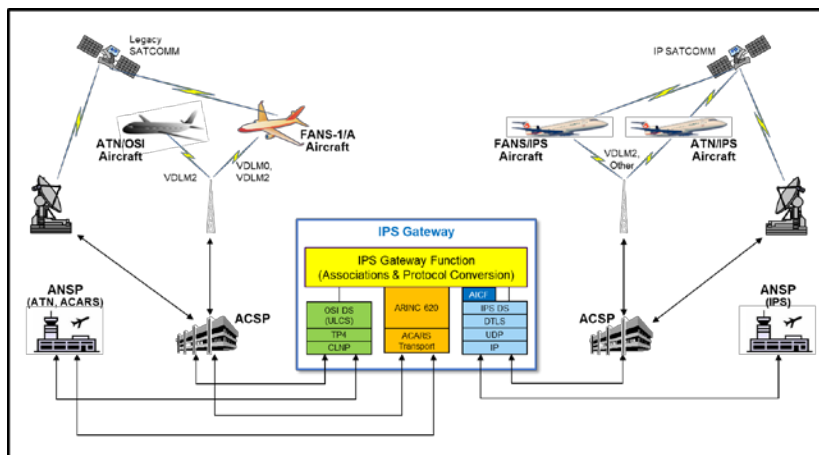 Legacy
SATCOMM
IP SATCOMM
ATN/OSI
Aircraft
FANS-1/A
Aircraft
FANS/IPS
Aircraft
ATN/IPS
Aircraft
VDLM2
VDLM0,
VDLM2
VDLM2,
Other
IPS Gateway
IPS Gateway Function
(Associations & Protocol Conversion)
OSI DS
(ULCS)
TP4
CLNP
ARINC 620
ACARS
Transport
AICF
IPS DS
DTLS
UDP
IP
ANSP
(ATN, ACARS)
ACSP
ACSP
ANSP
(IPS)